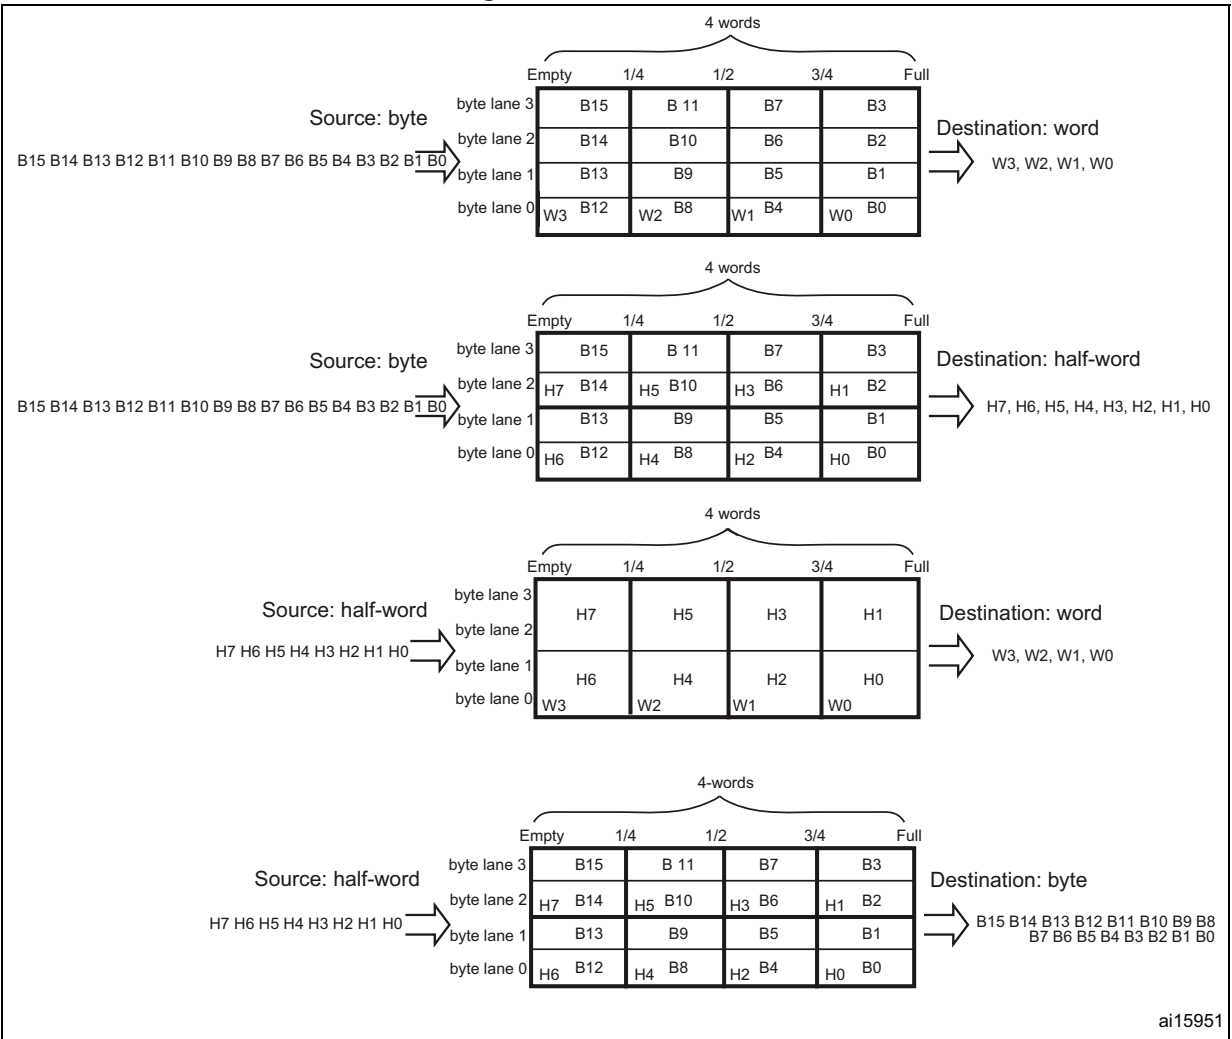 4 words
Empty 1/4 1/2 3/4 Full
byte lane 3 B15 B 11 B7 B3
Source: byte
Destination: word
byte lane 2 B14 B10 B6 B2
B15 B14 B13 B12 B11 B10 B9 B8 B7 B6 B5 B4 B3 B2 B1 B0
W3, W2, W1, W0
byte lane 1 B13 B9 B5 B1
byte lane 0 W3 B12 W2 B8 W1 B4 W0 B0
4 words
Empty 1/4 1/2 3/4 Full
byte lane 3 B15 B 11 B7 B3
Source: byte
Destination: half-word
byte lane 2 H7 B14 H5 B10 H3 B6 H1 B2
B15 B14 B13 B12 B11 B10 B9 B8 B7 B6 B5 B4 B3 B2 B1 B0
H7, H6, H5, H4, H3, H2, H1, H0
byte lane 1 B13 B9 B5 B1
byte lane 0 H6 B12 H4 B8 H2 B4 H0 B0
4 words
Empty 1/4 1/2 3/4 Full
byte lane 3
Source: half-word
H7 H5 H3 H1
Destination: word
byte lane 2
H7 H6 H5 H4 H3 H2 H1 H0
W3, W2, W1, W0
byte lane 1
H6 H4 H2 H0
byte lane 0 W3 W2 W1 W0
4-words
Empty 1/4 1/2 3/4 Full
byte lane 3 B15 B 11 B7 B3
Source: half-word
Destination: byte
byte lane 2 H7 B14 H5 B10 H3 B6 H1 B2
H7 H6 H5 H4 H3 H2 H1 H0
B15 B14 B13 B12 B11 B10 B9 B8
B7 B6 B5 B4 B3 B2 B1 B0
byte lane 1 B13 B9 B5 B1
byte lane 0 H6 B12 H4 B8 H2 B4 H0 B0
ai15951